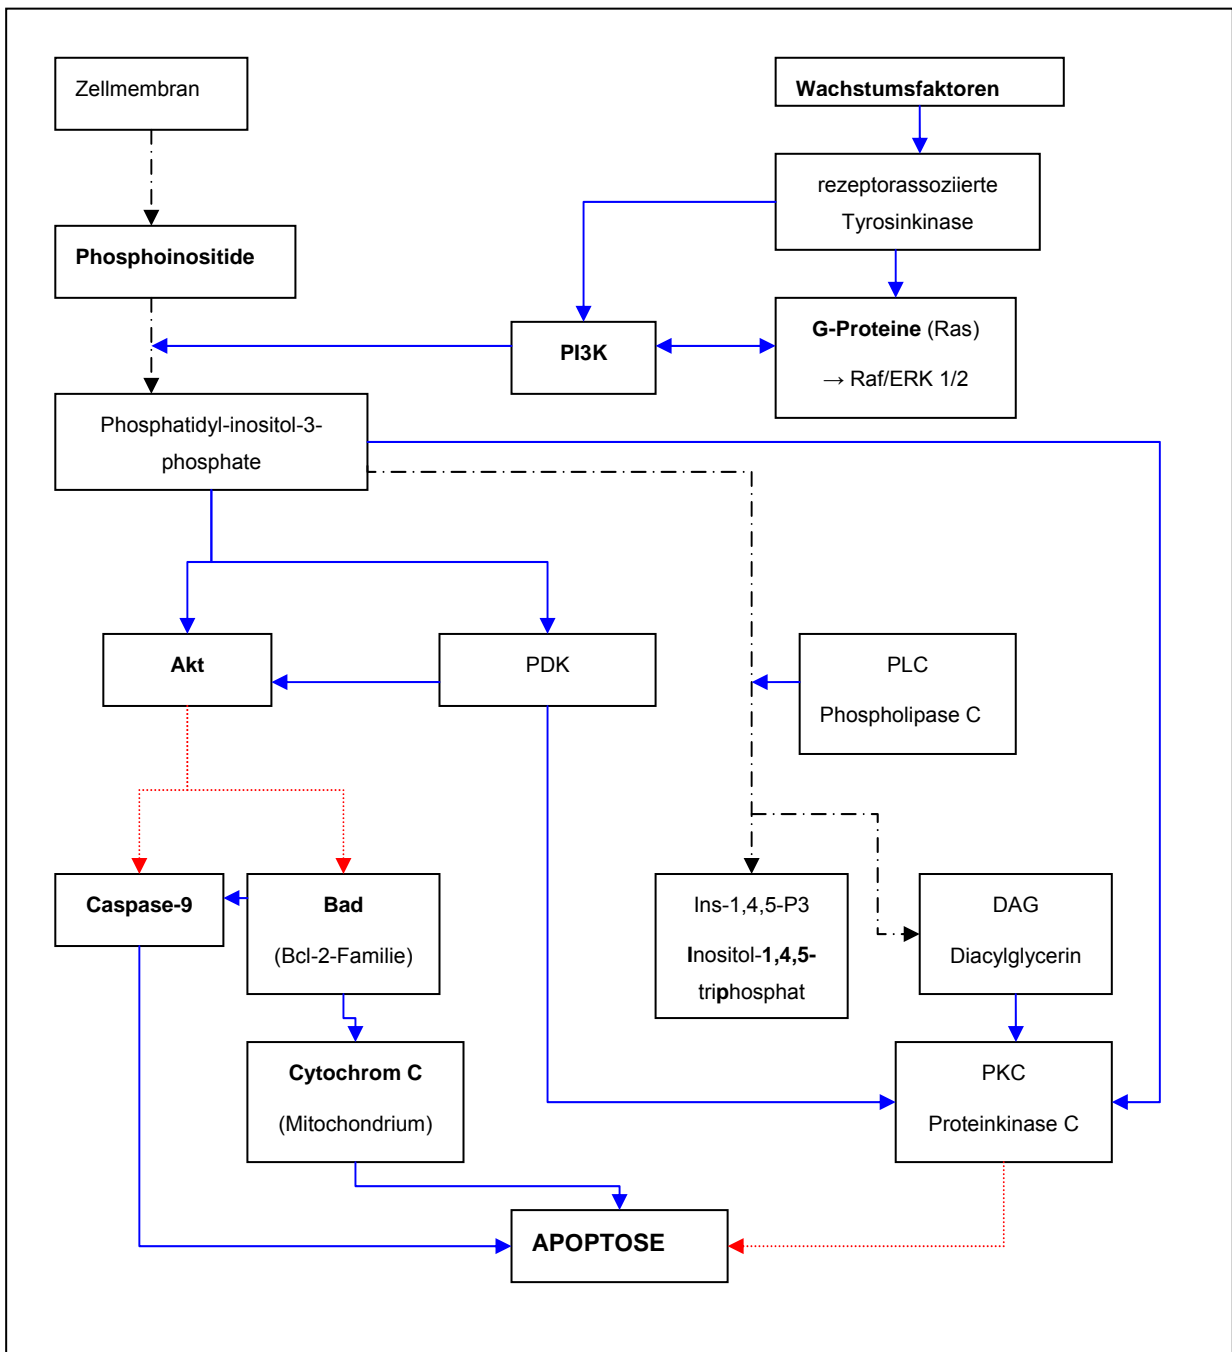 Zellmembran
Wachstumsfaktoren
rezeptorassoziierte
Tyrosinkinase
Phosphoinositide
PI3K
G-Proteine (Ras)
→ Raf/ERK 1/2
Phosphatidyl-inositol-3-
phosphate
Akt
PDK
PLC
Phospholipase C
Caspase-9
Bad
(Bcl-2-Familie)
Ins-1,4,5-P3
Inositol-1,4,5-
triphosphat
DAG
Diacylglycerin
Cytochrom C
(Mitochondrium)
PKC
Proteinkinase C
APOPTOSE